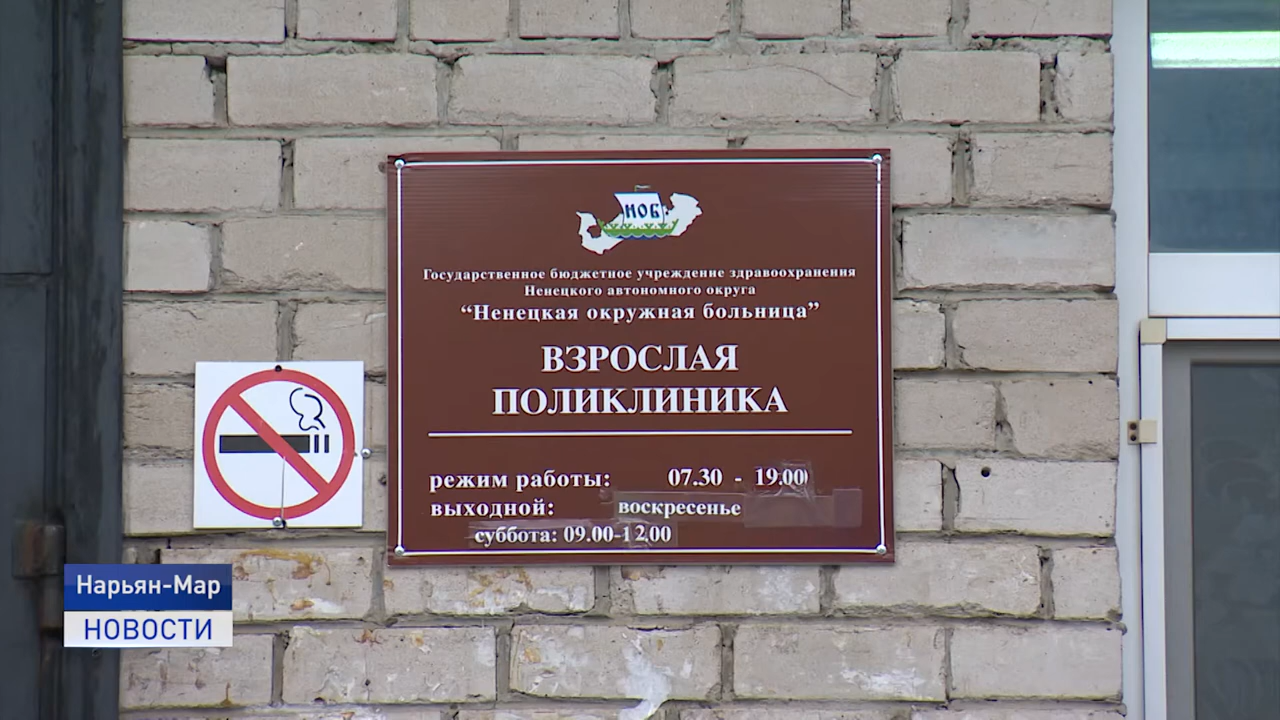 НОБ
Государственное бюджетное учреждение здравоохранения
Ненецкого автономного округа
“Ненецкая окружная больница”
ВЗРОСЛАЯ
ПОЛИКЛИНИКА
режим работы: 07.30 - 19.00
выходной: воскресенье
суббота: 09.00-12.00
Нарьян-Мар
НОВОСТИ